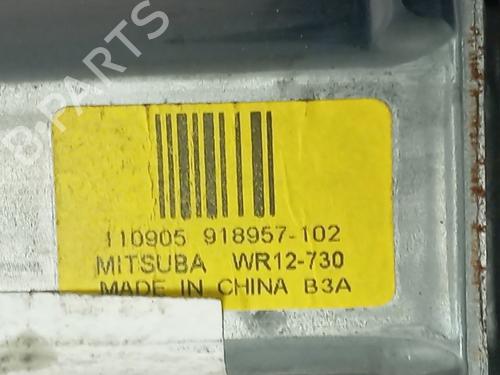 B-PARTS
110905 918957-102
MITSUBA WR12-730
MADE IN CHINA B3A